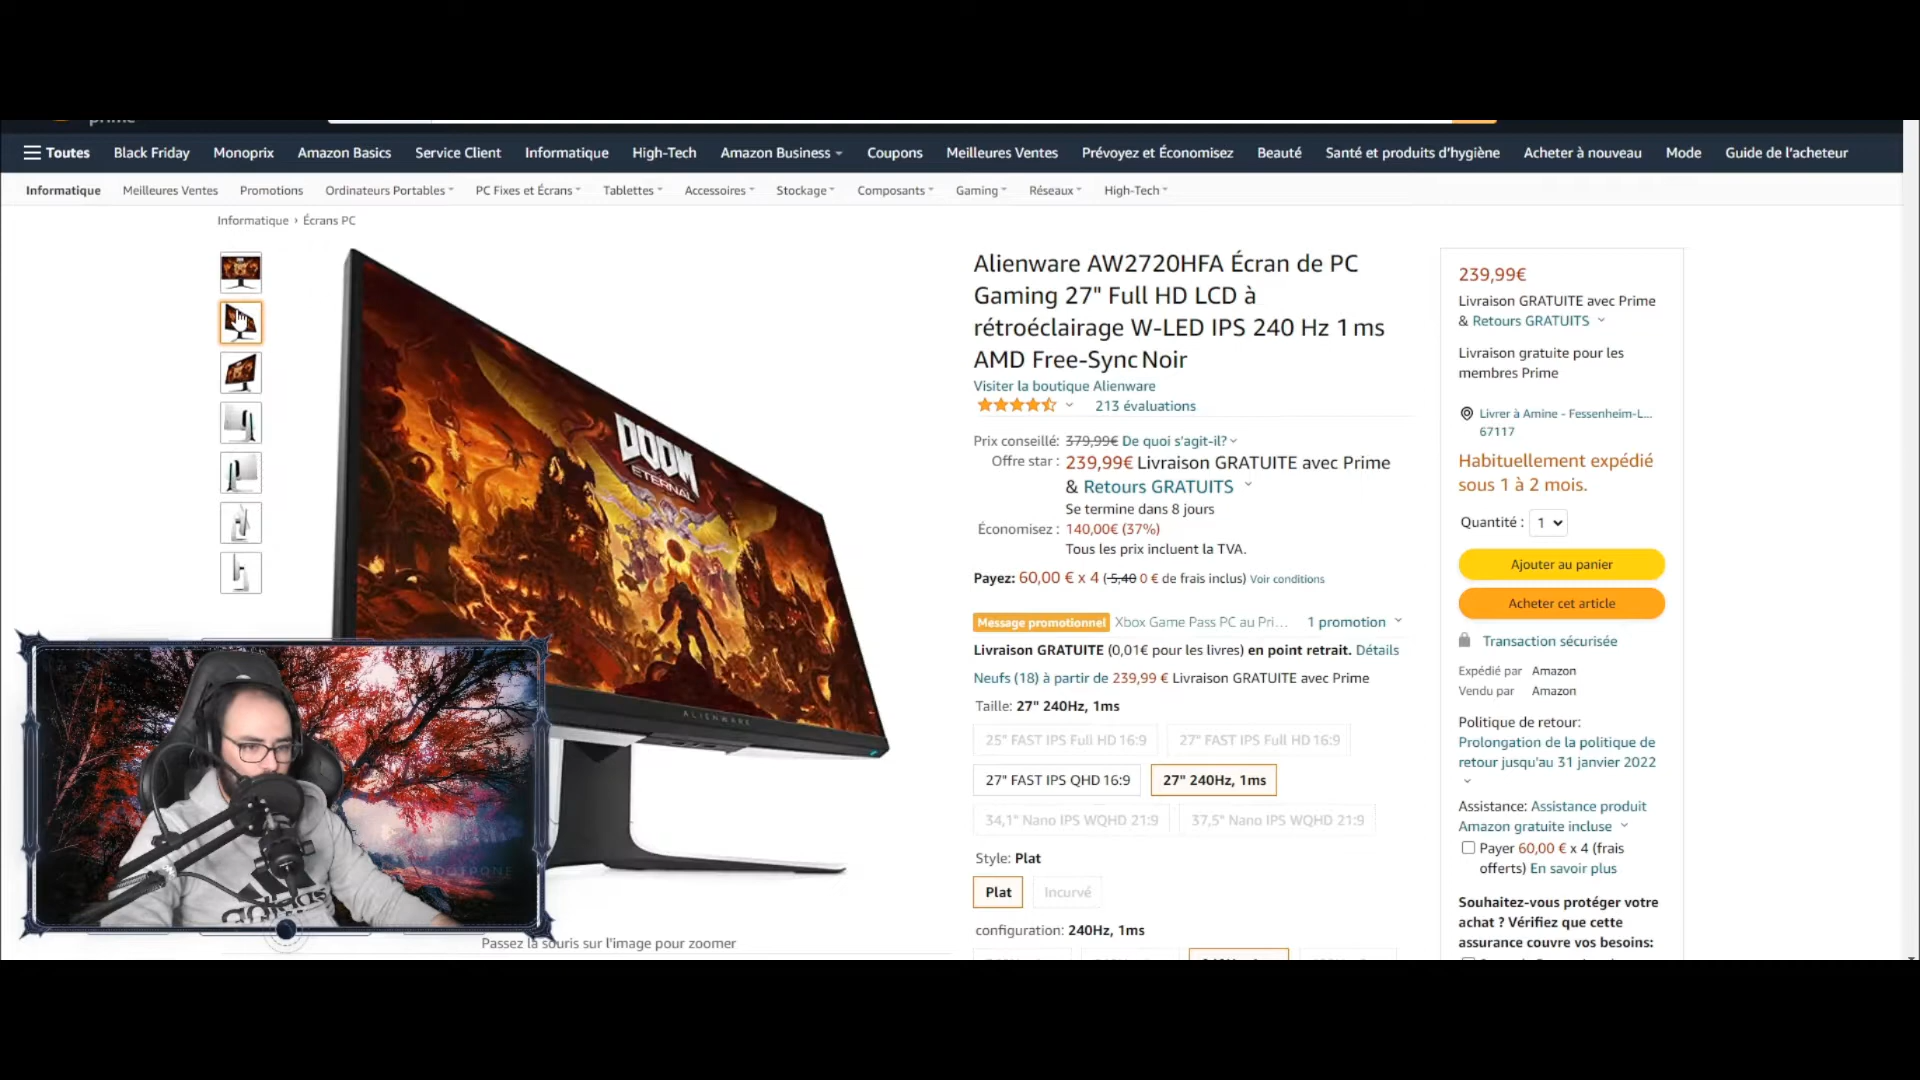 Toutes Black Friday Monoprix Amazon Basics Service Client Informatique High-Tech Amazon Business Coupons Meilleures Ventes Prévoyez et Économisez Beauté Santé et produits d'hygiène Acheter à nouveau Mode Guide de l'acheteur
Informatique Meilleures Ventes Promotions Ordinateurs Portables PC Fixes et Écrans Tablettes Accessoires Stockage Composants Gaming Réseaux High-Tech
Informatique › Écrans PC
DOOM
ETERNAL
ALIENWARE
Passez la souris sur l'image pour zoomer
Alienware AW2720HFA Écran de PC
Gaming 27" Full HD LCD à
rétroéclairage W-LED IPS 240 Hz 1 ms
AMD Free-Sync Noir
Visiter la boutique Alienware
213 évaluations
Prix conseillé: 379,99€ De quoi s'agit-il?
Offre star : 239,99€ Livraison GRATUITE avec Prime
& Retours GRATUITS
Se termine dans 8 jours
Économisez : 140,00€ (37%)
Tous les prix incluent la TVA.
Payez: 60,00 € x 4 (5,40 0 € de frais inclus) Voir conditions
Message promotionnel Xbox Game Pass PC au Pri... 1 promotion
Livraison GRATUITE (0,01€ pour les livres) en point retrait. Détails
Neufs (18) à partir de 239,99 € Livraison GRATUITE avec Prime
Taille: 27" 240Hz, 1ms
25" FAST IPS Full HD 16:9 27" FAST IPS Full HD 16:9
27" FAST IPS QHD 16:9 27" 240Hz, 1ms
34,1" Nano IPS WQHD 21:9 37,5" Nano IPS WQHD 21:9
Style: Plat
Plat Incurvé
configuration: 240Hz, 1ms
239,99€
Livraison GRATUITE avec Prime
& Retours GRATUITS
Livraison gratuite pour les
membres Prime
Livrer à Amine - Fessenheim-L...
67117
Habituellement expédié
sous 1 à 2 mois.
Quantité : 1
Ajouter au panier
Acheter cet article
Transaction sécurisée
Expédié par Amazon
Vendu par Amazon
Politique de retour:
Prolongation de la politique de
retour jusqu'au 31 janvier 2022
Assistance: Assistance produit
Amazon gratuite incluse
Payer 60,00 € x 4 (frais
offerts) En savoir plus
Souhaitez-vous protéger votre
achat ? Vérifiez que cette
assurance couvre vos besoins:
adidas